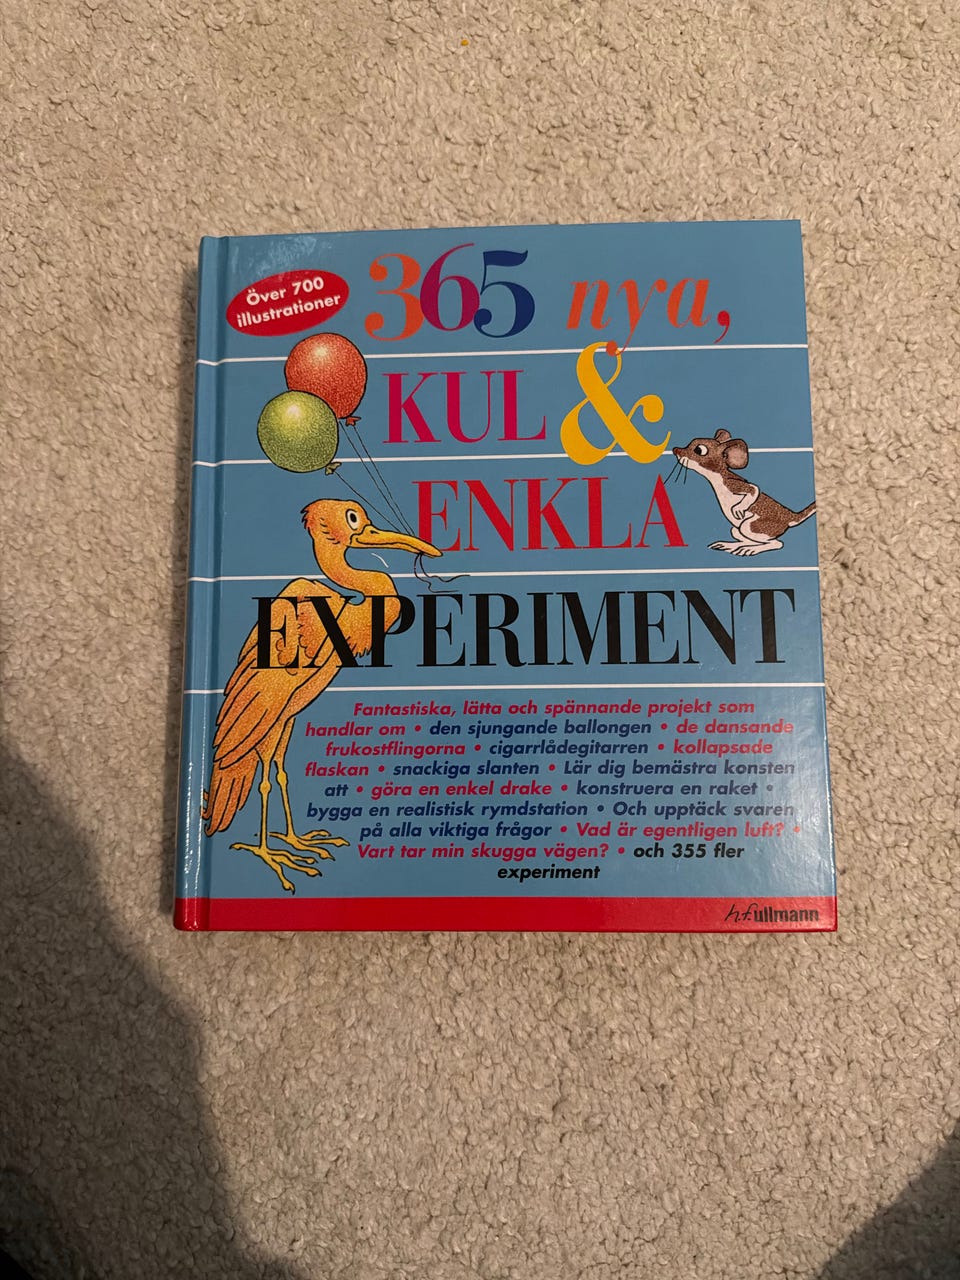 Över 700
illustrationer
365 nya,
KUL &
ENKLA
EXPERIMENT
Fantastiska, lätta och spännande projekt som
handlar om • den sjungande ballongen • de dansande
frukostflingorna • cigarrlådegitarren • kollapsade
flaskan • snackiga slanten • Lär dig bemästra konsten
att • göra en enkel drake • konstruera en raket •
bygga en realistisk rymdstation • Och upptäck svaren
på alla viktiga frågor • Vad är egentligen luft? •
Vart tar min skugga vägen? • och 355 fler
experiment
h.f.ullmann